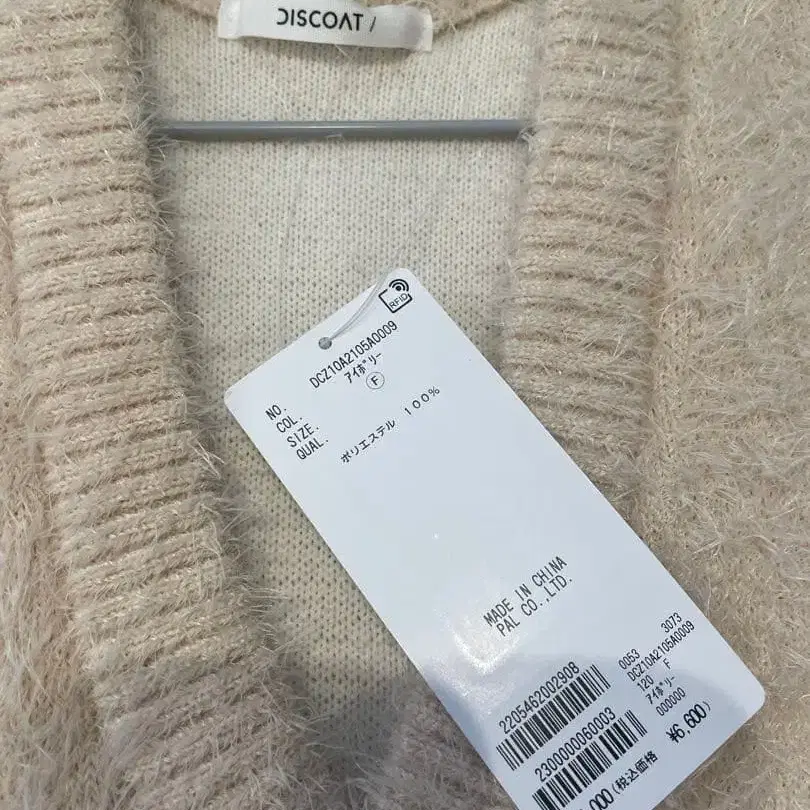 DISCOAT /
RFID
NO. DCZ10A2105A0009
COL. アイボリー
SIZE. F
QUAL. ポリエステル 100%
MADE IN CHINA
PAL CO.,LTD.
0053 3073
DCZ10A2105A0009
120 F
アイボリー
000000
2205462002908
2300000060003
,000(税込価格 ¥6,600)